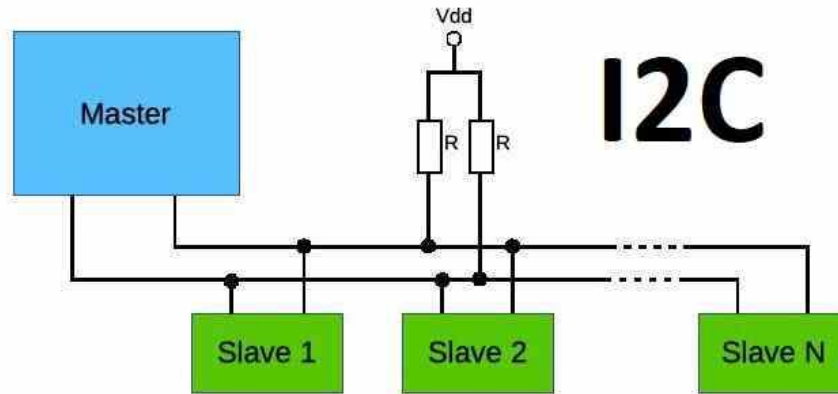 Vdd
I2C
Master
R
R
Slave 1
Slave 2
Slave N